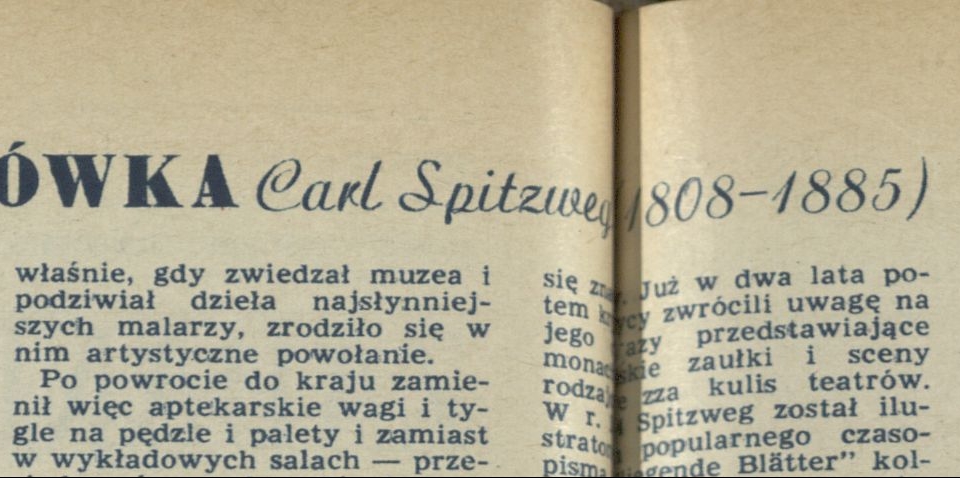 ÓWKA Carl Spitzweg (1808-1885)
właśnie, gdy zwiedzał muzea i
podziwiał dzieła najsłynniej-
szych malarzy, zrodziło się w
nim artystyczne powołanie.
Po powrocie do kraju zamie-
nił więc aptekarskie wagi i ty-
gle na pędzle i palety i zamiast
w wykładowych salach — prze-
się Już w dwa lata po-
tem zwrócili uwagę na
jego przedstawiające
zaułki i sceny
kulis teatrów.
W r. Spitzweg został ilu-
popularnego czaso-
pisma Blätter” kol-